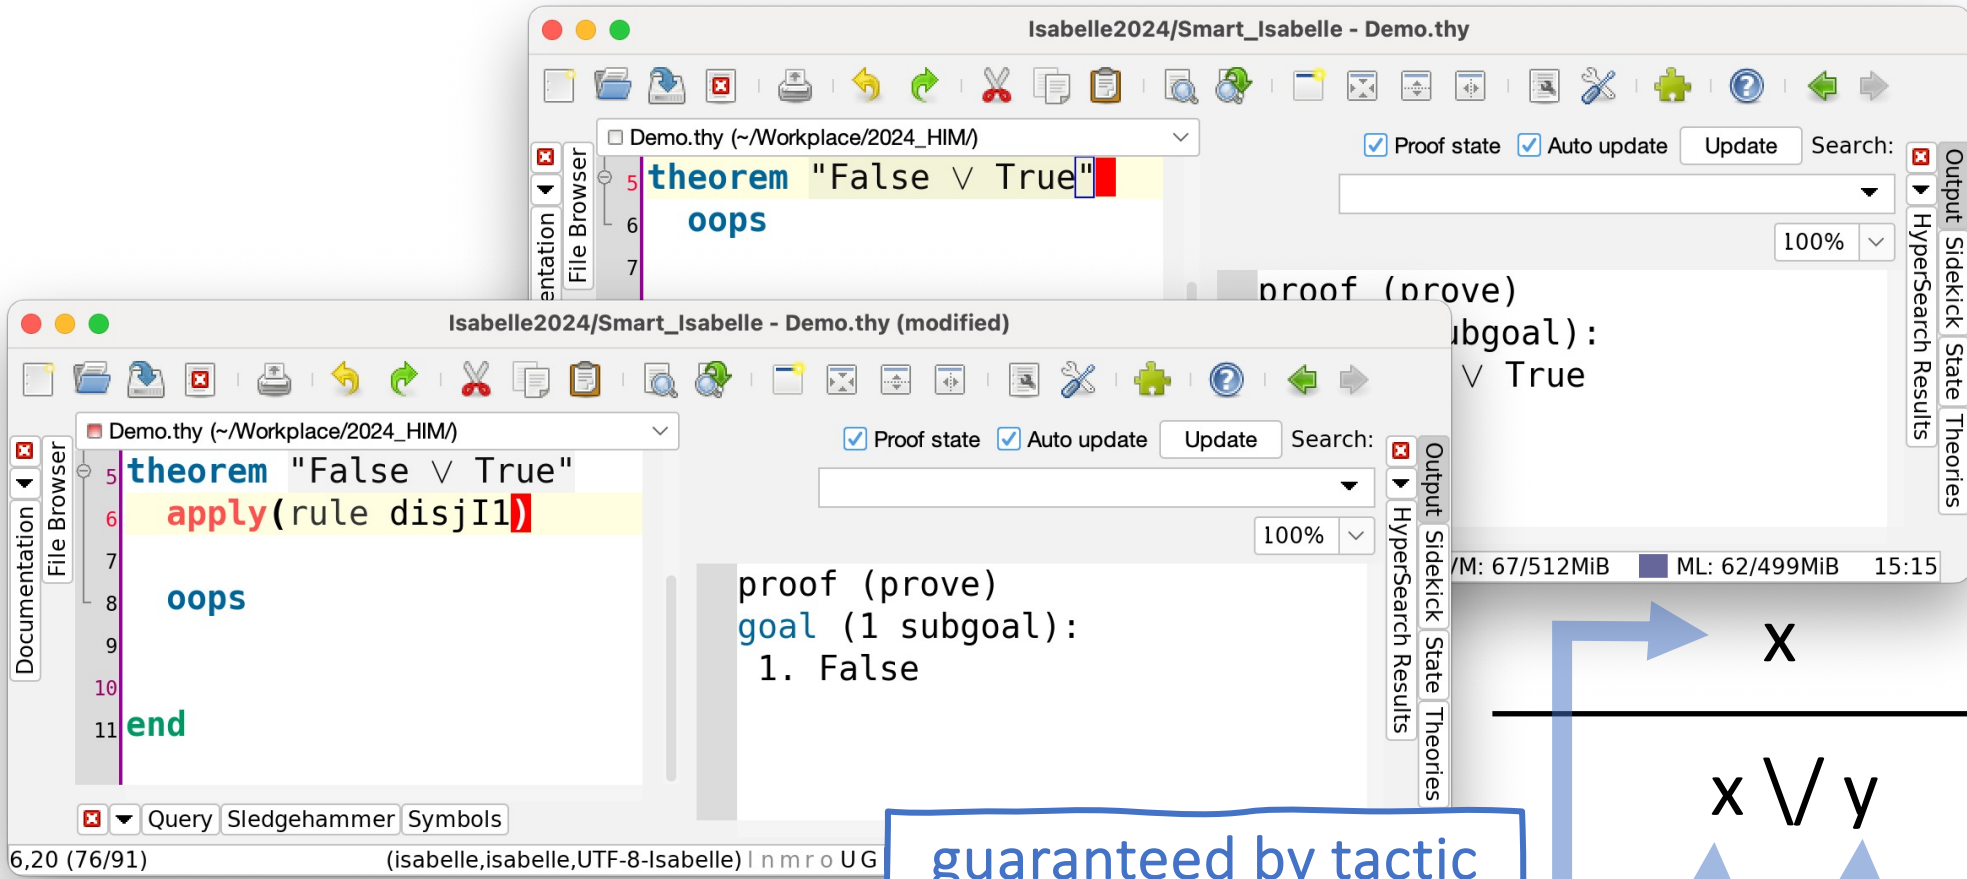 Isabelle2024/Smart_Isabelle - Demo.thy
Demo.thy (~/Workplace/2024_HIM/)
Proof state
Auto update
Update
Search:
File Browser
5 theorem "False ∨ True"
6 oops
7
100%
Output
Sidekick
State
Theories
HyperSearch Results
proof (prove)
∨ True
VM: 67/512MiB
ML: 62/499MiB
15:15
Isabelle2024/Smart_Isabelle - Demo.thy (modified)
Demo.thy (~/Workplace/2024_HIM/)
Proof state
Auto update
Update
Search:
File Browser
Documentation
5 theorem "False ∨ True"
6 apply(rule disjI1)
7
8 oops
9
10
11 end
100%
Output
Sidekick
State
Theories
HyperSearch Results
proof (prove)
goal (1 subgoal):
1. False
Query
Sledgehammer
Symbols
6,20 (76/91)
(isabelle,isabelle,UTF-8-Isabelle) | n m r o U G
x
x \/ y
guaranteed by tactic